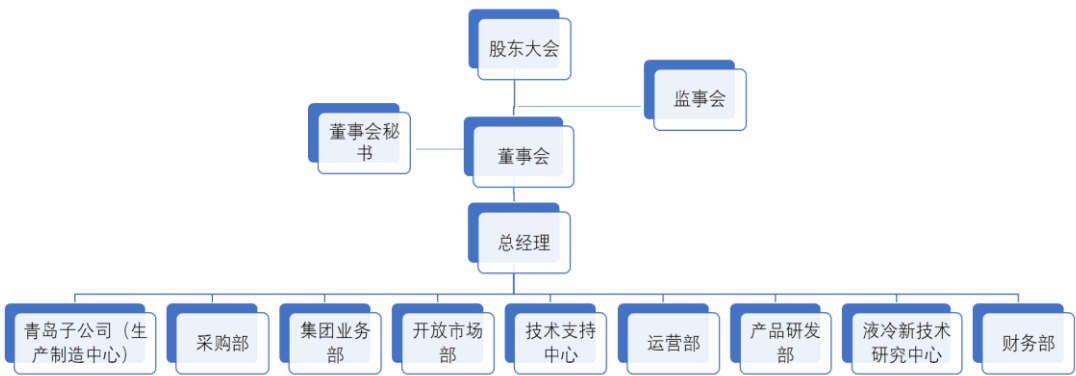 股东大会
监事会
董事会秘
书
董事会
总经理
青岛子公司（生
产制造中心）
采购部
集团业务
部
开放市场
部
技术支持
中心
运营部
产品研发
部
液冷新技术
研究中心
财务部